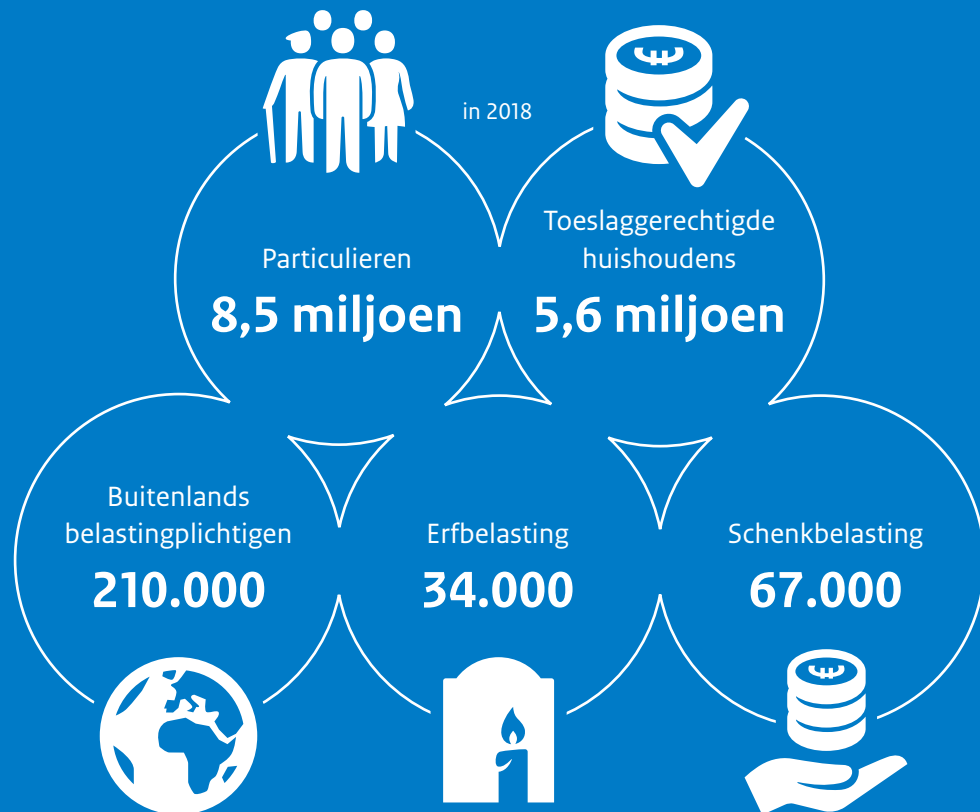 in 2018
Particulieren
8,5 miljoen
Toeslaggerechtigde
huishoudens
5,6 miljoen
Buitenlands
belastingplichtigen
210.000
Erfbelasting
34.000
Schenkbelasting
67.000